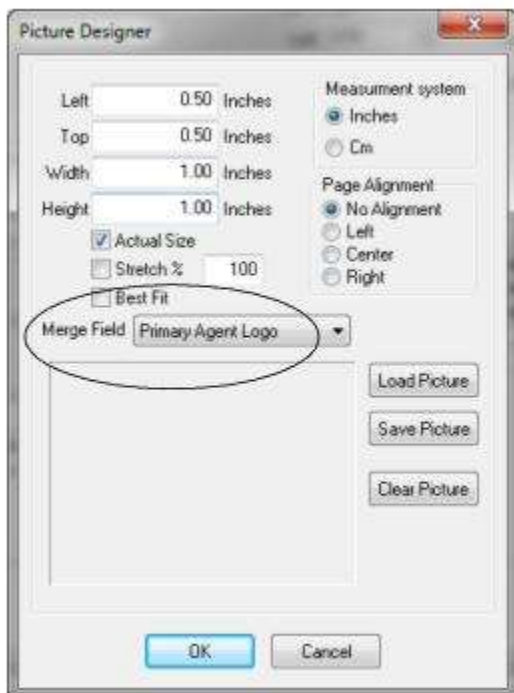 Picture Designer
Left 0.50 Inches
Top 0.50 Inches
Width 1.00 Inches
Height 1.00 Inches
Actual Size
Stretch % 100
Best Fit
Measurment system
Inches
Cm
Page Alignment
No Alignment
Left
Center
Right
Merge Field Primary Agent Logo
Load Picture
Save Picture
Clear Picture
OK Cancel